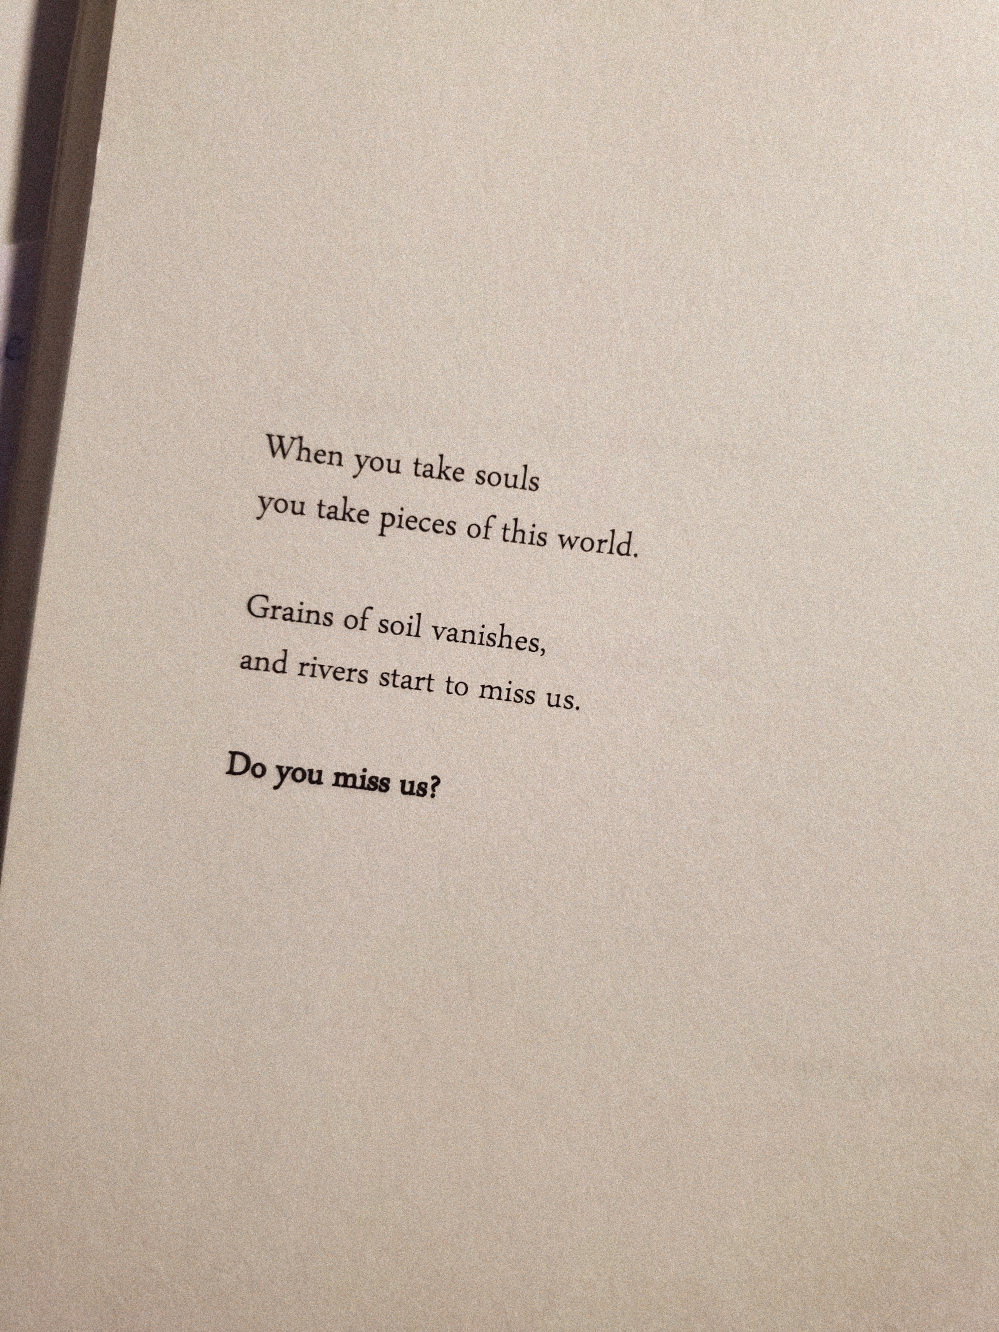 When you take souls
you take pieces of this world.
Grains of soil vanishes,
and rivers start to miss us.
Do you miss us?